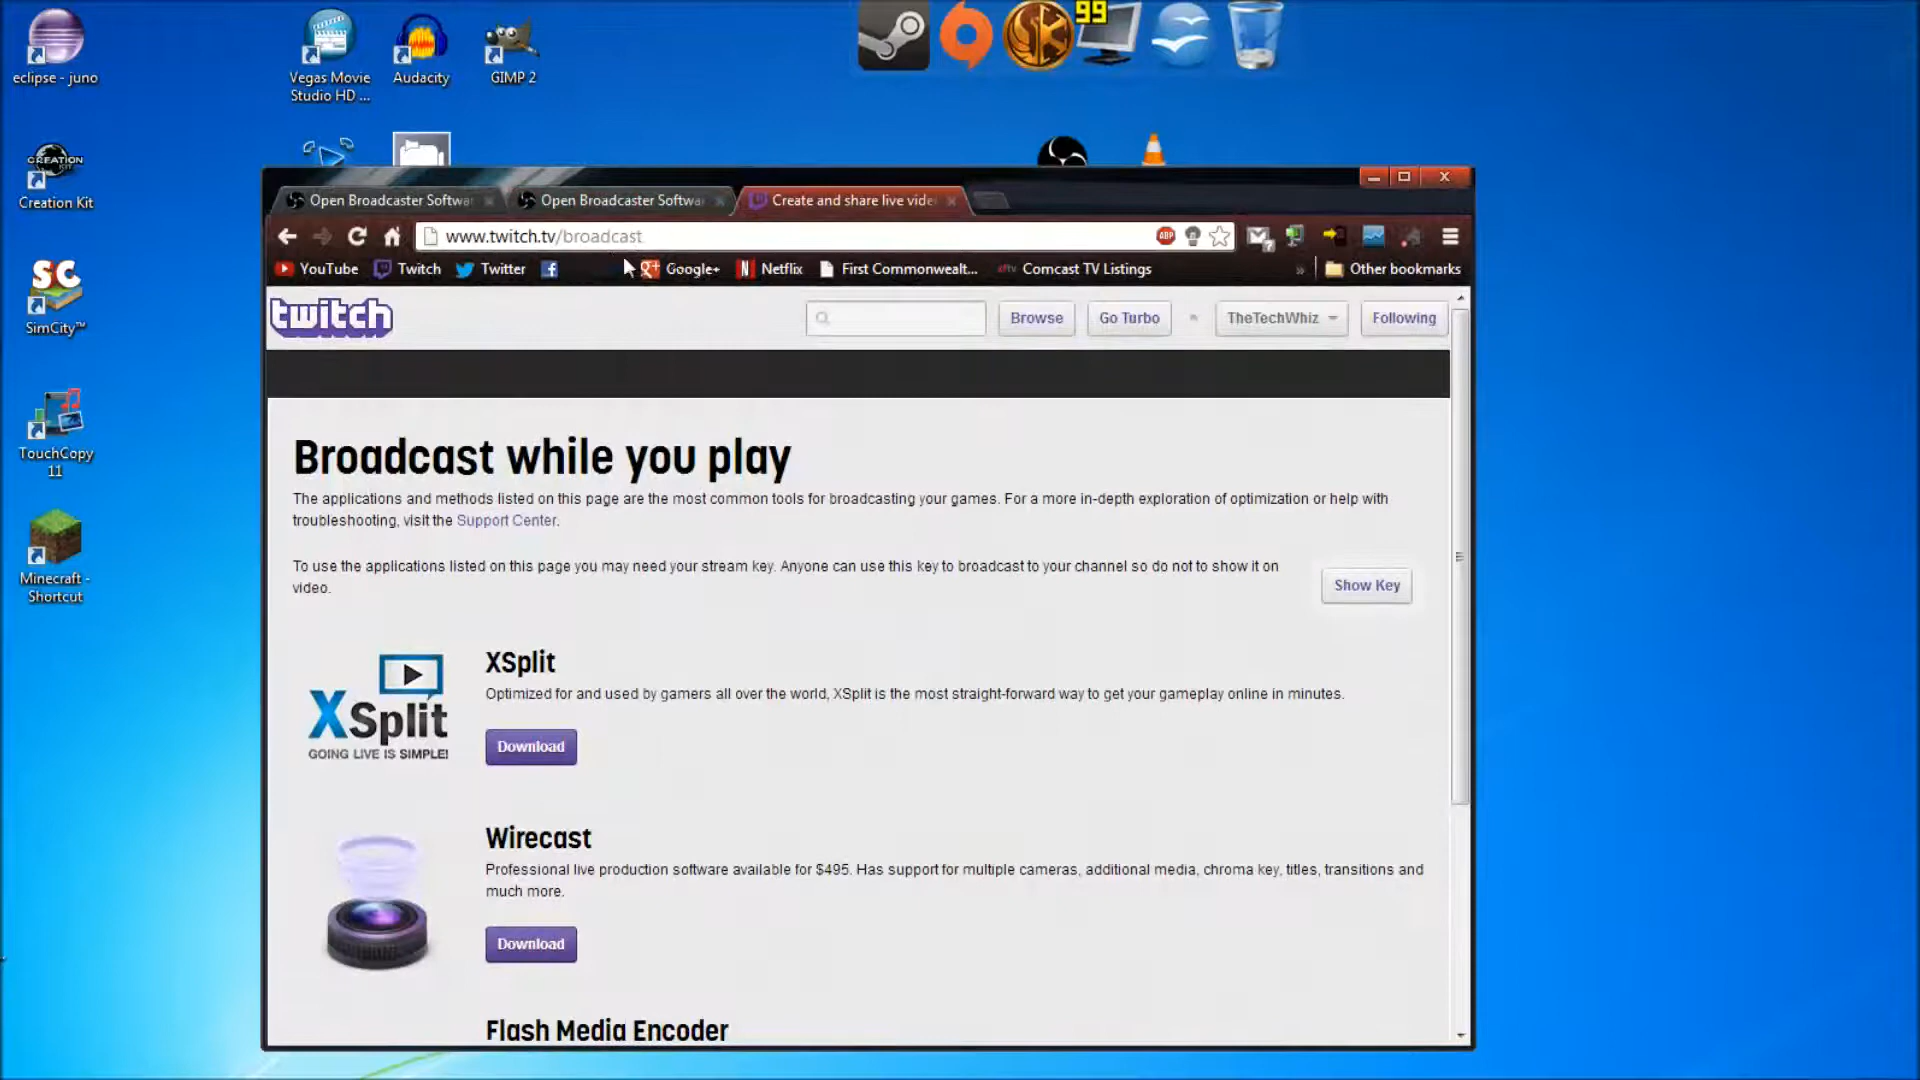 eclipse - juno
Vegas Movie
Studio HD ...
Audacity
GIMP 2
99
CREATION
KIT
Creation Kit
SC
SimCity™
TouchCopy
11
Minecraft -
Shortcut
Open Broadcaster Softwa
Open Broadcaster Softwa
Create and share live vide
www.twitch.tv/broadcast
ABP
YouTube
Twitch
Twitter
Google+
Netflix
First Commonwealt...
Comcast TV Listings
»
Other bookmarks
twitch
Browse
Go Turbo
TheTechWhiz
Following
Broadcast while you play
The applications and methods listed on this page are the most common tools for broadcasting your games. For a more in-depth exploration of optimization or help with
troubleshooting, visit the Support Center.
To use the applications listed on this page you may need your stream key. Anyone can use this key to broadcast to your channel so do not to show it on
video.
Show Key
XSplit
GOING LIVE IS SIMPLE!
XSplit
Optimized for and used by gamers all over the world, XSplit is the most straight-forward way to get your gameplay online in minutes.
Download
Wirecast
Professional live production software available for $495. Has support for multiple cameras, additional media, chroma key, titles, transitions and
much more.
Download
Flash Media Encoder